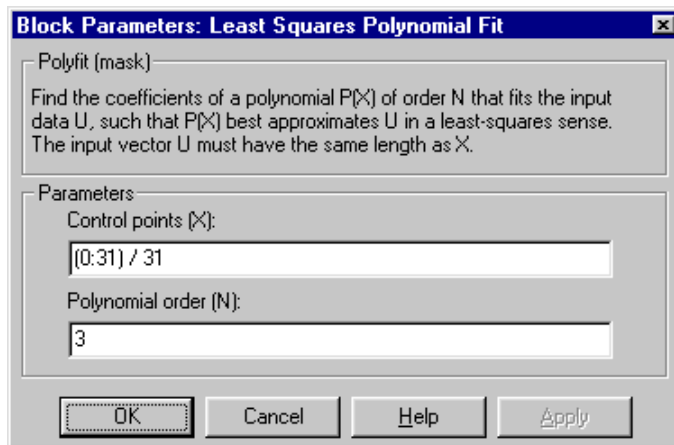 Block Parameters: Least Squares Polynomial Fit
Polyfit (mask)
Find the coefficients of a polynomial P(X) of order N that fits the input
data U, such that P(X) best approximates U in a least-squares sense.
The input vector U must have the same length as X.
Parameters
Control points (X):
(0:31) / 31
Polynomial order (N):
3
OK Cancel Help Apply